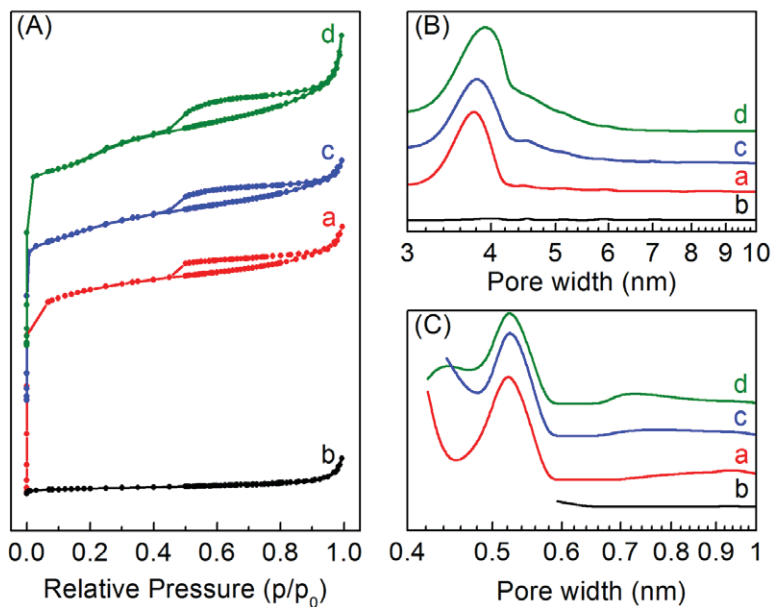 (A)
d
c
a
b
0.0 0.2 0.4 0.6 0.8 1.0
Relative Pressure (p/p₀)
(B)
d
c
a
b
3 4 5 6 7 8 9 10
Pore width (nm)
(C)
d
c
a
b
0.4 0.5 0.6 0.7 0.8 0.9 1
Pore width (nm)